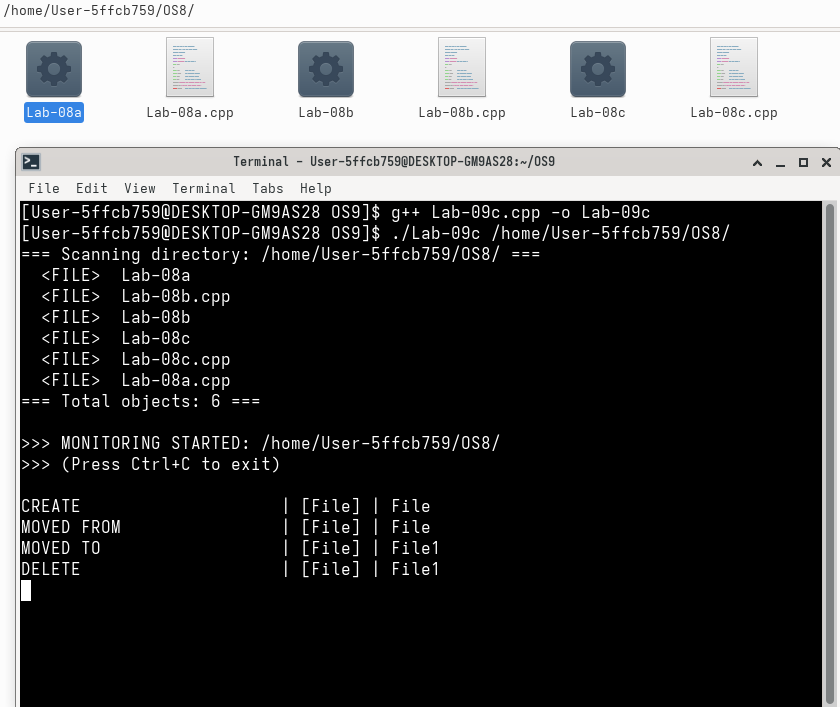 /home/User-5ffcb759/OS8/
Lab-08a Lab-08a.cpp Lab-08b Lab-08b.cpp Lab-08c Lab-08c.cpp
Terminal - User-5ffcb759@DESKTOP-GM9AS28:~/OS9
File Edit View Terminal Tabs Help
[User-5ffcb759@DESKTOP-GM9AS28 OS9]$ g++ Lab-09c.cpp -o Lab-09c
[User-5ffcb759@DESKTOP-GM9AS28 OS9]$ ./Lab-09c /home/User-5ffcb759/OS8/
=== Scanning directory: /home/User-5ffcb759/OS8/ ===
  <FILE>  Lab-08a
  <FILE>  Lab-08b.cpp
  <FILE>  Lab-08b
  <FILE>  Lab-08c
  <FILE>  Lab-08c.cpp
  <FILE>  Lab-08a.cpp
=== Total objects: 6 ===
>>> MONITORING STARTED: /home/User-5ffcb759/OS8/
>>> (Press Ctrl+C to exit)
CREATE                    | [File] | File
MOVED FROM                | [File] | File
MOVED TO                  | [File] | File1
DELETE                    | [File] | File1